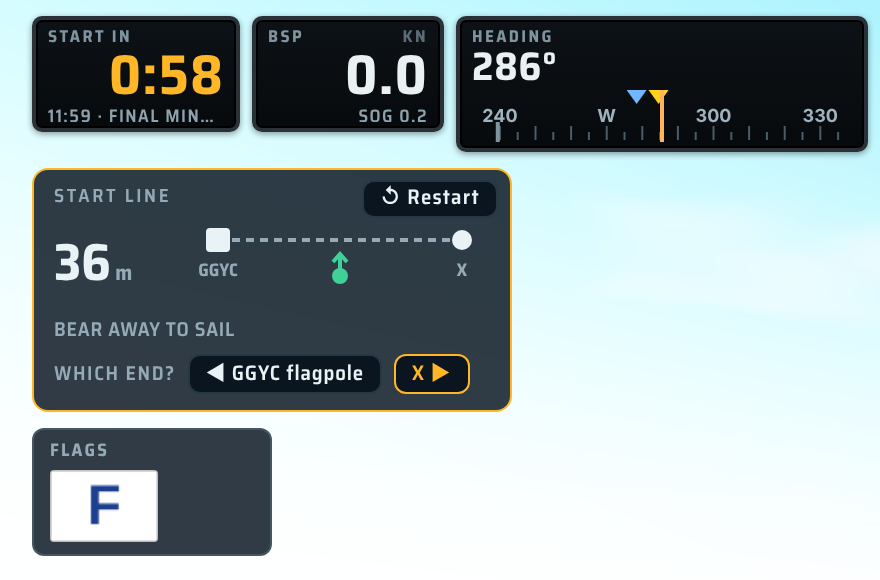 START IN
0:58
11:59 · FINAL MIN…
BSP KN
0.0
SOG 0.2
HEADING
286°
240 W 300 330
START LINE
Restart
36 m
GGYC X
BEAR AWAY TO SAIL
WHICH END? ◀ GGYC flagpole X ▶
FLAGS
F